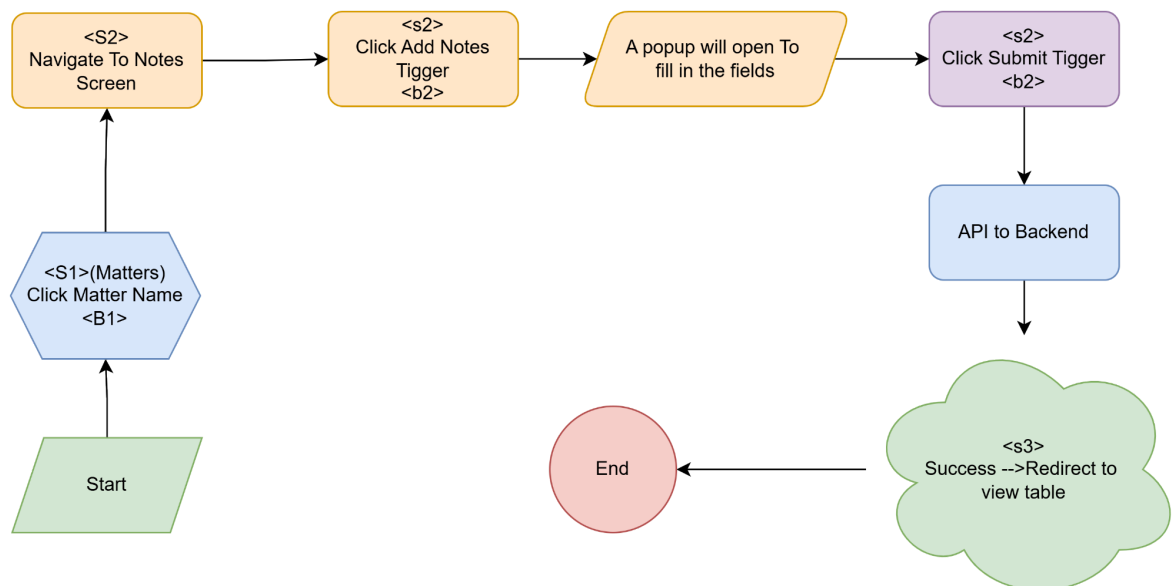 <S2>
Navigate To Notes
Screen
<s2>
Click Add Notes
Tigger
<b2>
A popup will open To
fill in the fields
<s2>
Click Submit Tigger
<b2>
API to Backend
<S1>(Matters)
Click Matter Name
<B1>
Start
End
<s3>
Success -->Redirect to
view table